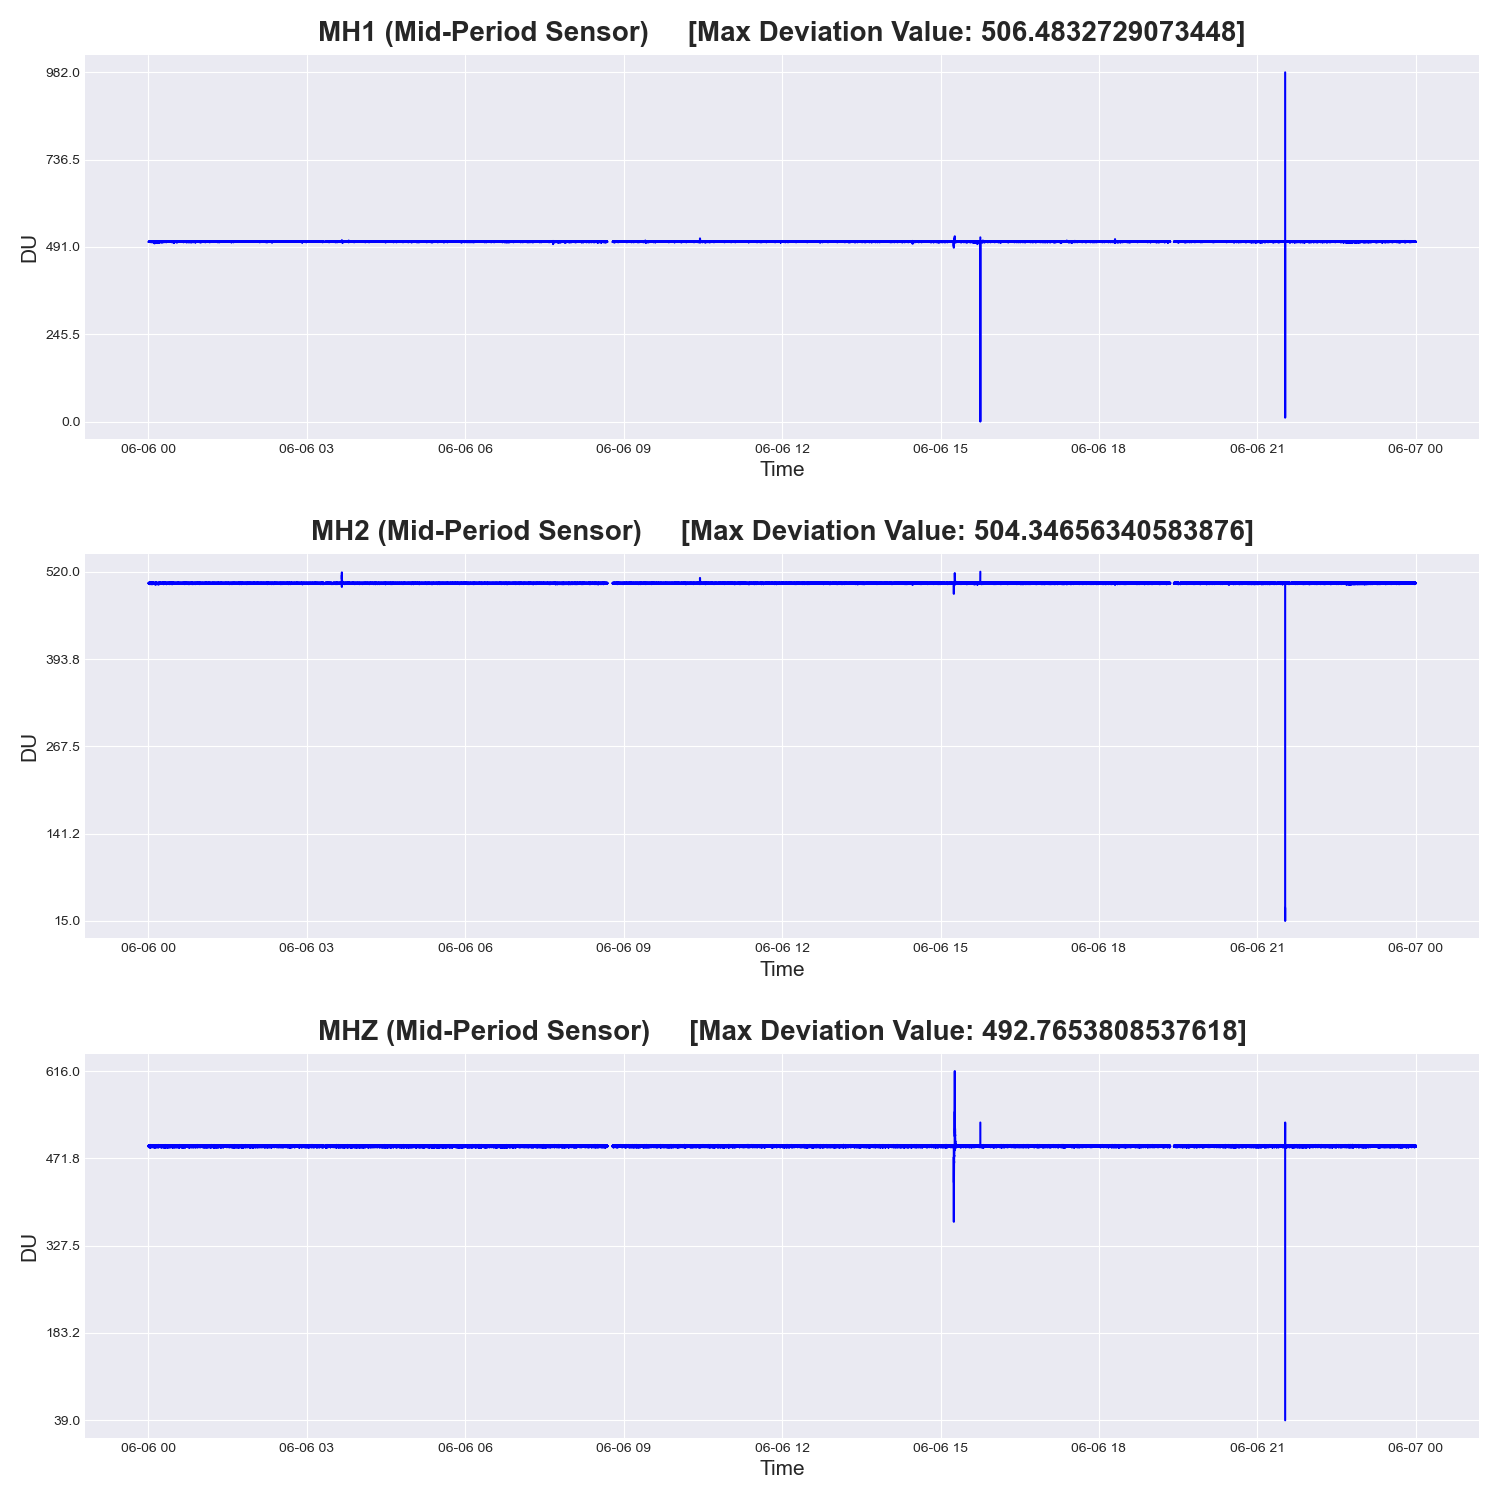 MH1 (Mid-Period Sensor) [Max Deviation Value: 506.4832729073448]
982.0
736.5
491.0
245.5
0.0
DU
06-06 00 06-06 03 06-06 06 06-06 09 06-06 12 06-06 15 06-06 18 06-06 21 06-07 00
Time
MH2 (Mid-Period Sensor) [Max Deviation Value: 504.34656340583876]
520.0
393.8
267.5
141.2
15.0
DU
06-06 00 06-06 03 06-06 06 06-06 09 06-06 12 06-06 15 06-06 18 06-06 21 06-07 00
Time
MHZ (Mid-Period Sensor) [Max Deviation Value: 492.7653808537618]
616.0
471.8
327.5
183.2
39.0
DU
06-06 00 06-06 03 06-06 06 06-06 09 06-06 12 06-06 15 06-06 18 06-06 21 06-07 00
Time